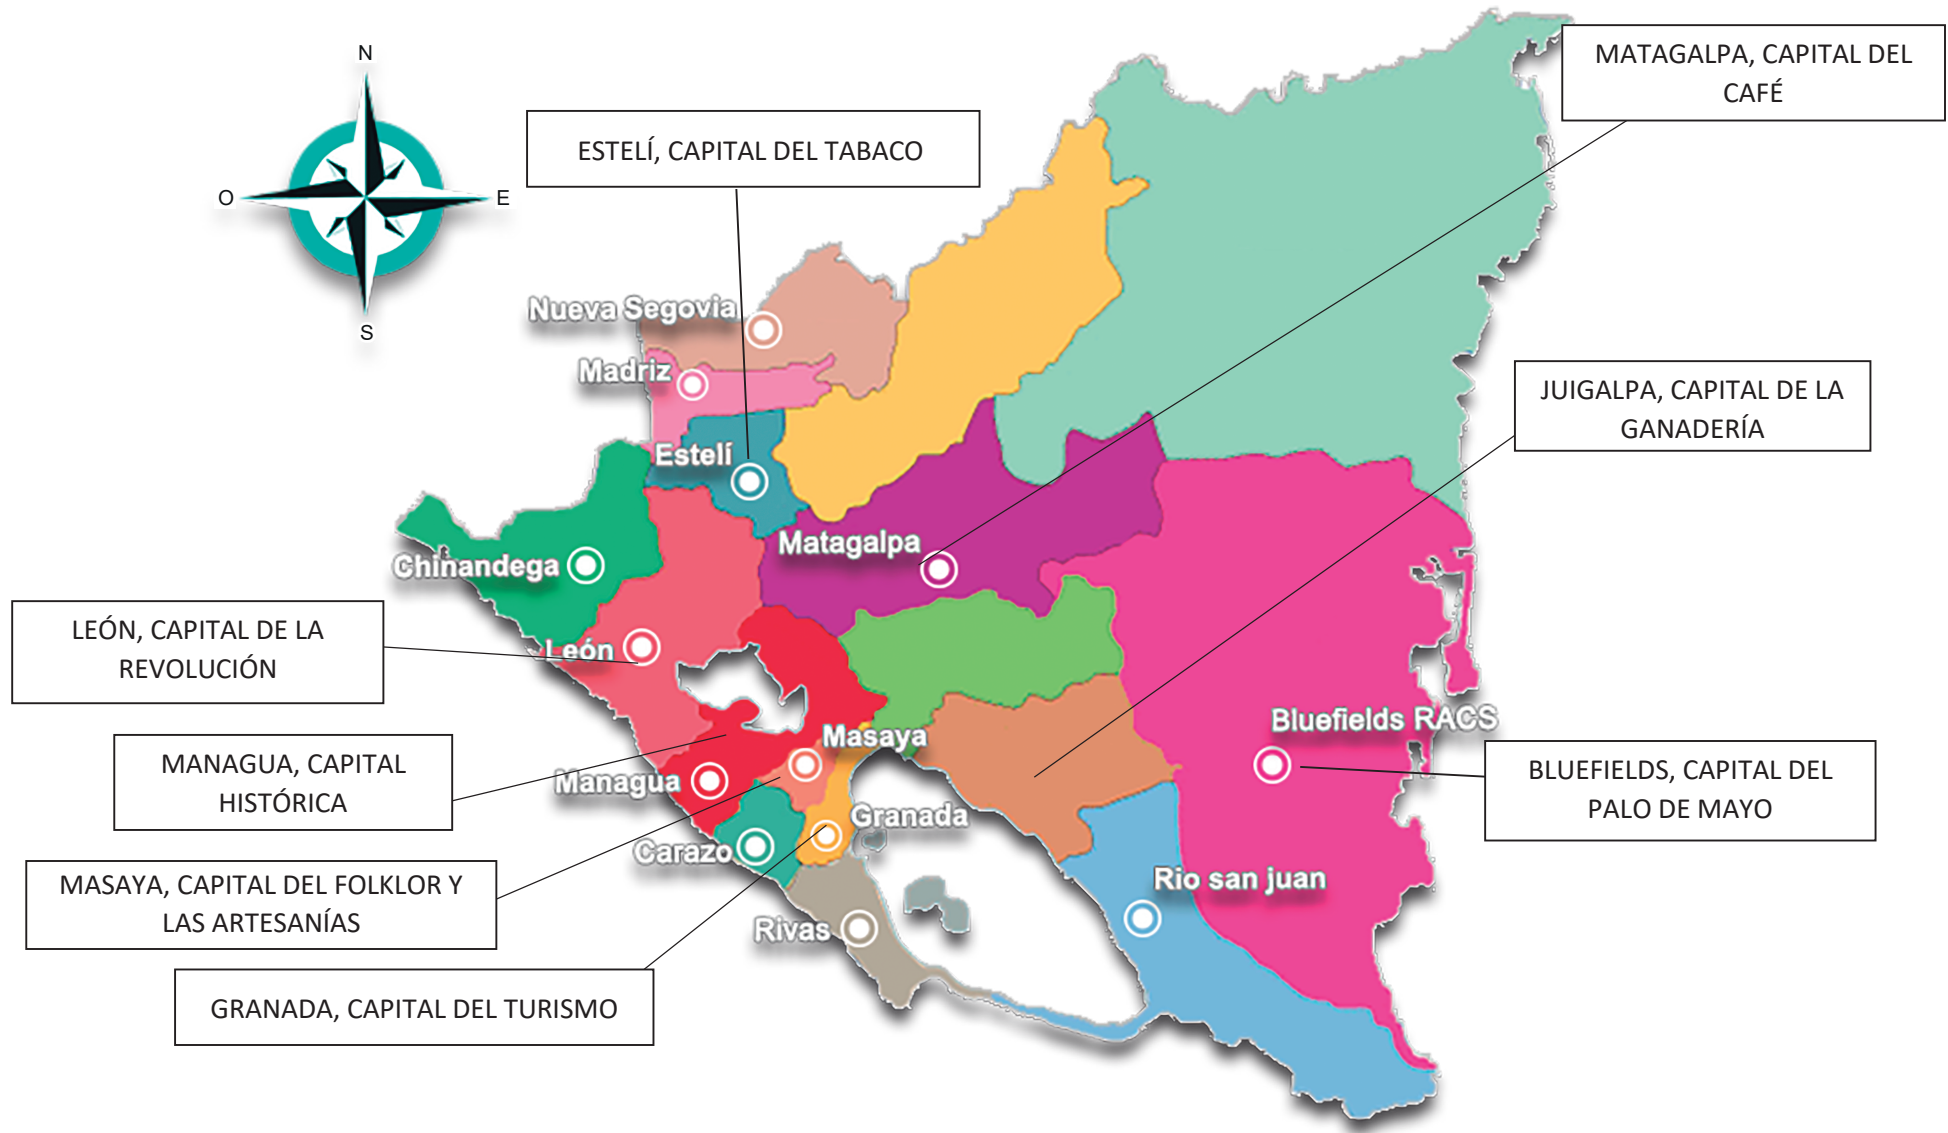 N
O
E
S
MATAGALPA, CAPITAL DEL
CAFÉ
ESTELÍ, CAPITAL DEL TABACO
Nueva Segovia
Madriz
JUIGALPA, CAPITAL DE LA
GANADERÍA
Estelí
Matagalpa
Chinandega
LEÓN, CAPITAL DE LA
REVOLUCIÓN
León
Bluefields RACS
MANAGUA, CAPITAL
HISTÓRICA
Masaya
Managua
BLUEFIELDS, CAPITAL DEL
PALO DE MAYO
Granada
Carazo
MASAYA, CAPITAL DEL FOLKLOR Y
LAS ARTESANÍAS
Rio san juan
Rivas
GRANADA, CAPITAL DEL TURISMO